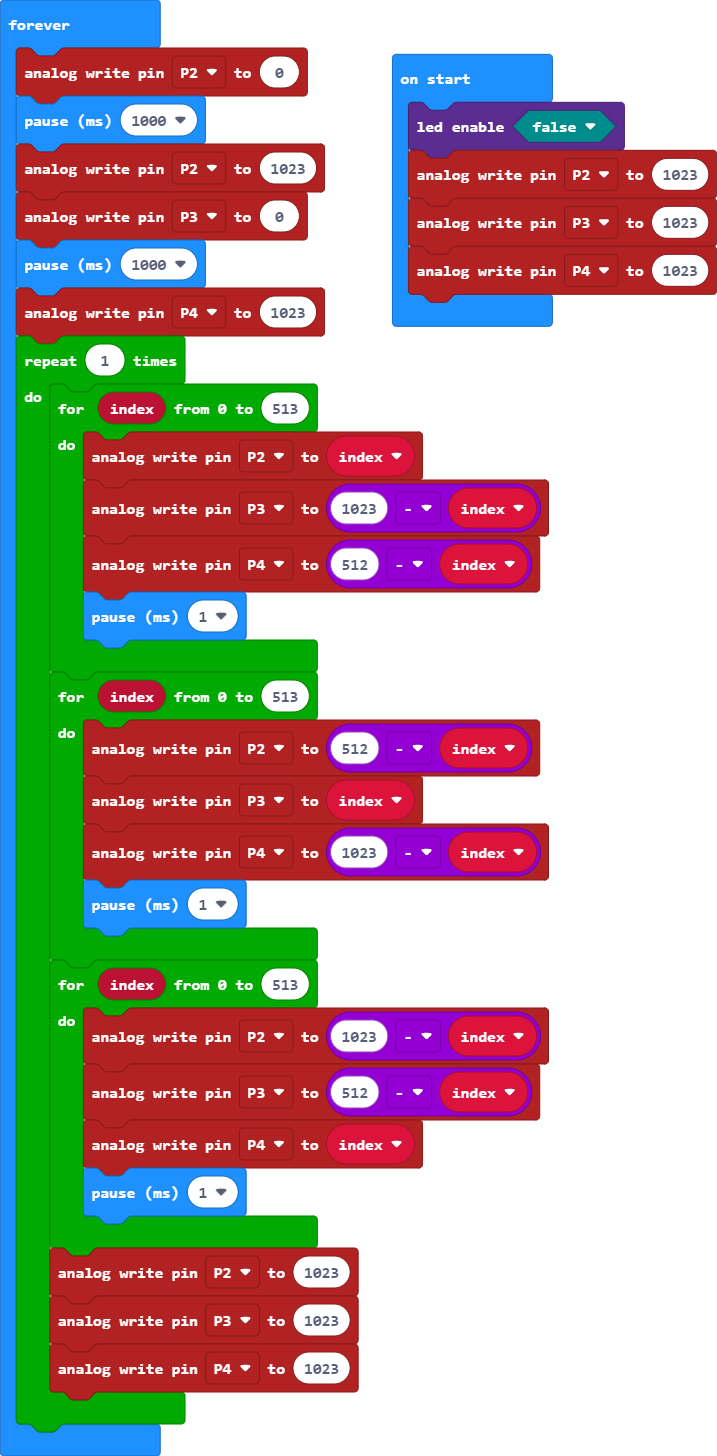 forever
analog write pin P2 to 0
pause (ms) 1000
analog write pin P2 to 1023
analog write pin P3 to 0
pause (ms) 1000
analog write pin P4 to 1023
repeat 1 times
do
for index from 0 to 513
do
analog write pin P2 to index
analog write pin P3 to 1023 - index
analog write pin P4 to 512 - index
pause (ms) 1
for index from 0 to 513
do
analog write pin P2 to 512 - index
analog write pin P3 to index
analog write pin P4 to 1023 - index
pause (ms) 1
for index from 0 to 513
do
analog write pin P2 to 1023 - index
analog write pin P3 to 512 - index
analog write pin P4 to index
pause (ms) 1
analog write pin P2 to 1023
analog write pin P3 to 1023
analog write pin P4 to 1023
on start
led enable false
analog write pin P2 to 1023
analog write pin P3 to 1023
analog write pin P4 to 1023